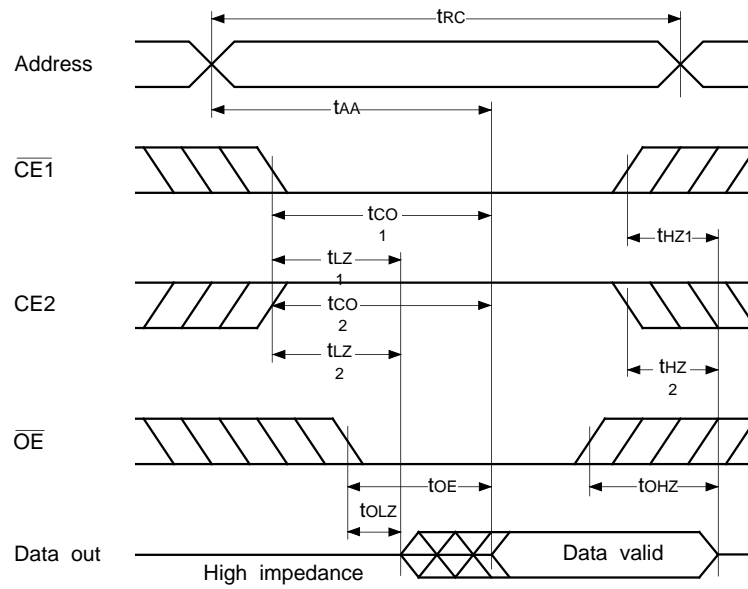 tRC
Address
tAA
CE1
tCO
1
tHZ1
tLZ
1
CE2
tCO
2
tLZ
2
tHZ
2
OE
tOE
tOHZ
tOLZ
Data out
Data valid
High impedance